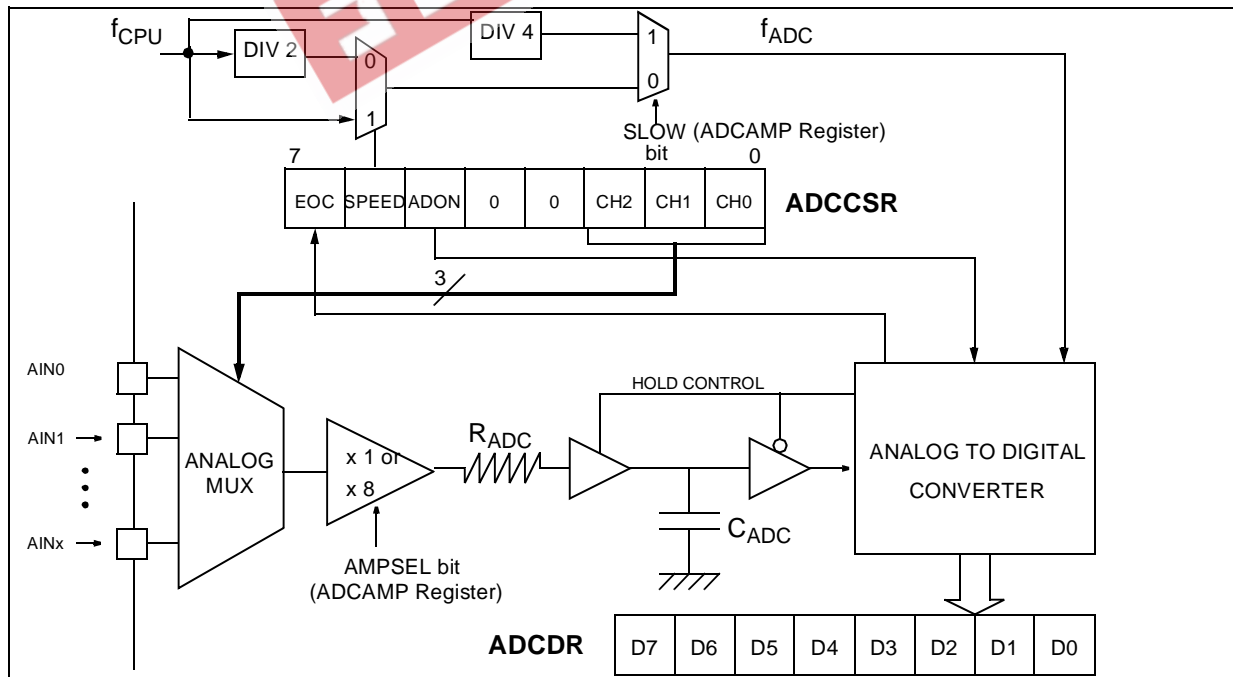 fCPU
DIV 2
DIV 4
0
1
1
0
fADC
SLOW (ADCAMP Register)
bit
7
0
EOC
SPEED
ADON
0
0
CH2
CH1
CH0
ADCCSR
3
AIN0
AIN1
AINx
ANALOG
MUX
x 1 or
x 8
AMPSEL bit
(ADCAMP Register)
RADC
HOLD CONTROL
CADC
ANALOG TO DIGITAL
CONVERTER
ADCDR
D7
D6
D5
D4
D3
D2
D1
D0